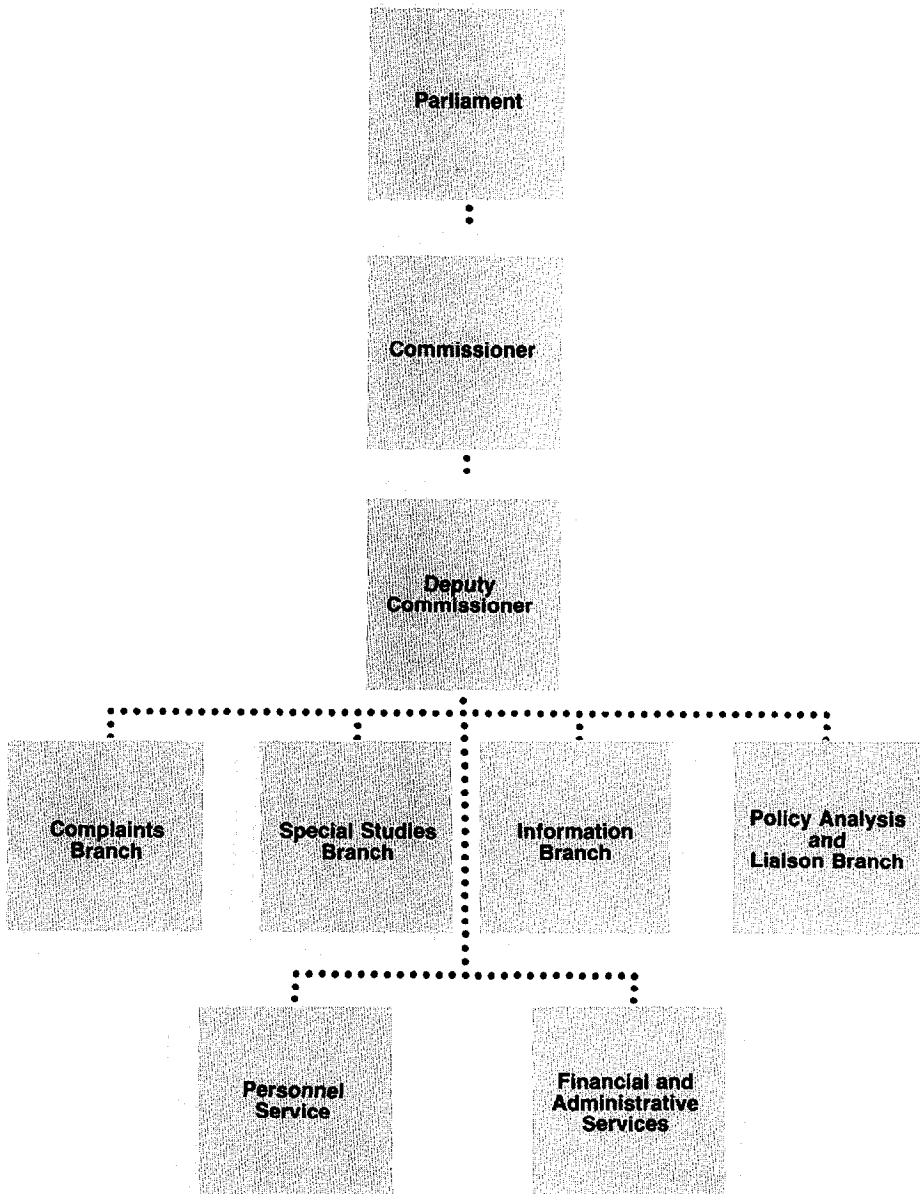 Parliament
Commissioner
Deputy
Commissioner
Complaints
Branch
Special Studies
Branch
Information
Branch
Policy Analysis
and
Liaison Branch
Personnel
Service
Financial and
Administrative
Services